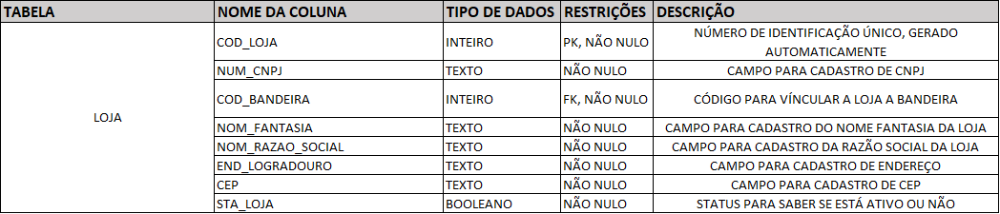 TABELA NOME DA COLUNA TIPO DE DADOS RESTRIÇÕES DESCRIÇÃO
LOJA
COD_LOJA INTEIRO PK, NÃO NULO NÚMERO DE IDENTIFICAÇÃO ÚNICO, GERADO
AUTOMATICAMENTE
NUM_CNPJ TEXTO NÃO NULO CAMPO PARA CADASTRO DE CNPJ
COD_BANDEIRA INTEIRO FK, NÃO NULO CÓDIGO PARA VÍNCULAR A LOJA A BANDEIRA
NOM_FANTASIA TEXTO NÃO NULO CAMPO PARA CADASTRO DO NOME FANTASIA DA LOJA
NOM_RAZAO_SOCIAL TEXTO NÃO NULO CAMPO PARA CADASTRO DA RAZÃO SOCIAL DA LOJA
END_LOGRADOURO TEXTO NÃO NULO CAMPO PARA CADASTRO DE ENDEREÇO
CEP TEXTO NÃO NULO CAMPO PARA CADASTRO DE CEP
STA_LOJA BOOLEANO NÃO NULO STATUS PARA SABER SE ESTÁ ATIVO OU NÃO